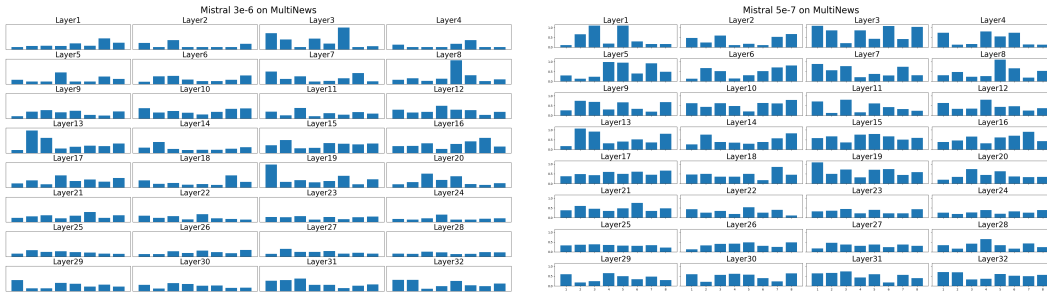 Mistral 3e-6 on MultiNews
Layer1 Layer2 Layer3 Layer4
Layer5 Layer6 Layer7 Layer8
Layer9 Layer10 Layer11 Layer12
Layer13 Layer14 Layer15 Layer16
Layer17 Layer18 Layer19 Layer20
Layer21 Layer22 Layer23 Layer24
Layer25 Layer26 Layer27 Layer28
Layer29 Layer30 Layer31 Layer32
Mistral 5e-7 on MultiNews
Layer1 Layer2 Layer3 Layer4
Layer5 Layer6 Layer7 Layer8
Layer9 Layer10 Layer11 Layer12
Layer13 Layer14 Layer15 Layer16
Layer17 Layer18 Layer19 Layer20
Layer21 Layer22 Layer23 Layer24
Layer25 Layer26 Layer27 Layer28
Layer29 Layer30 Layer31 Layer32